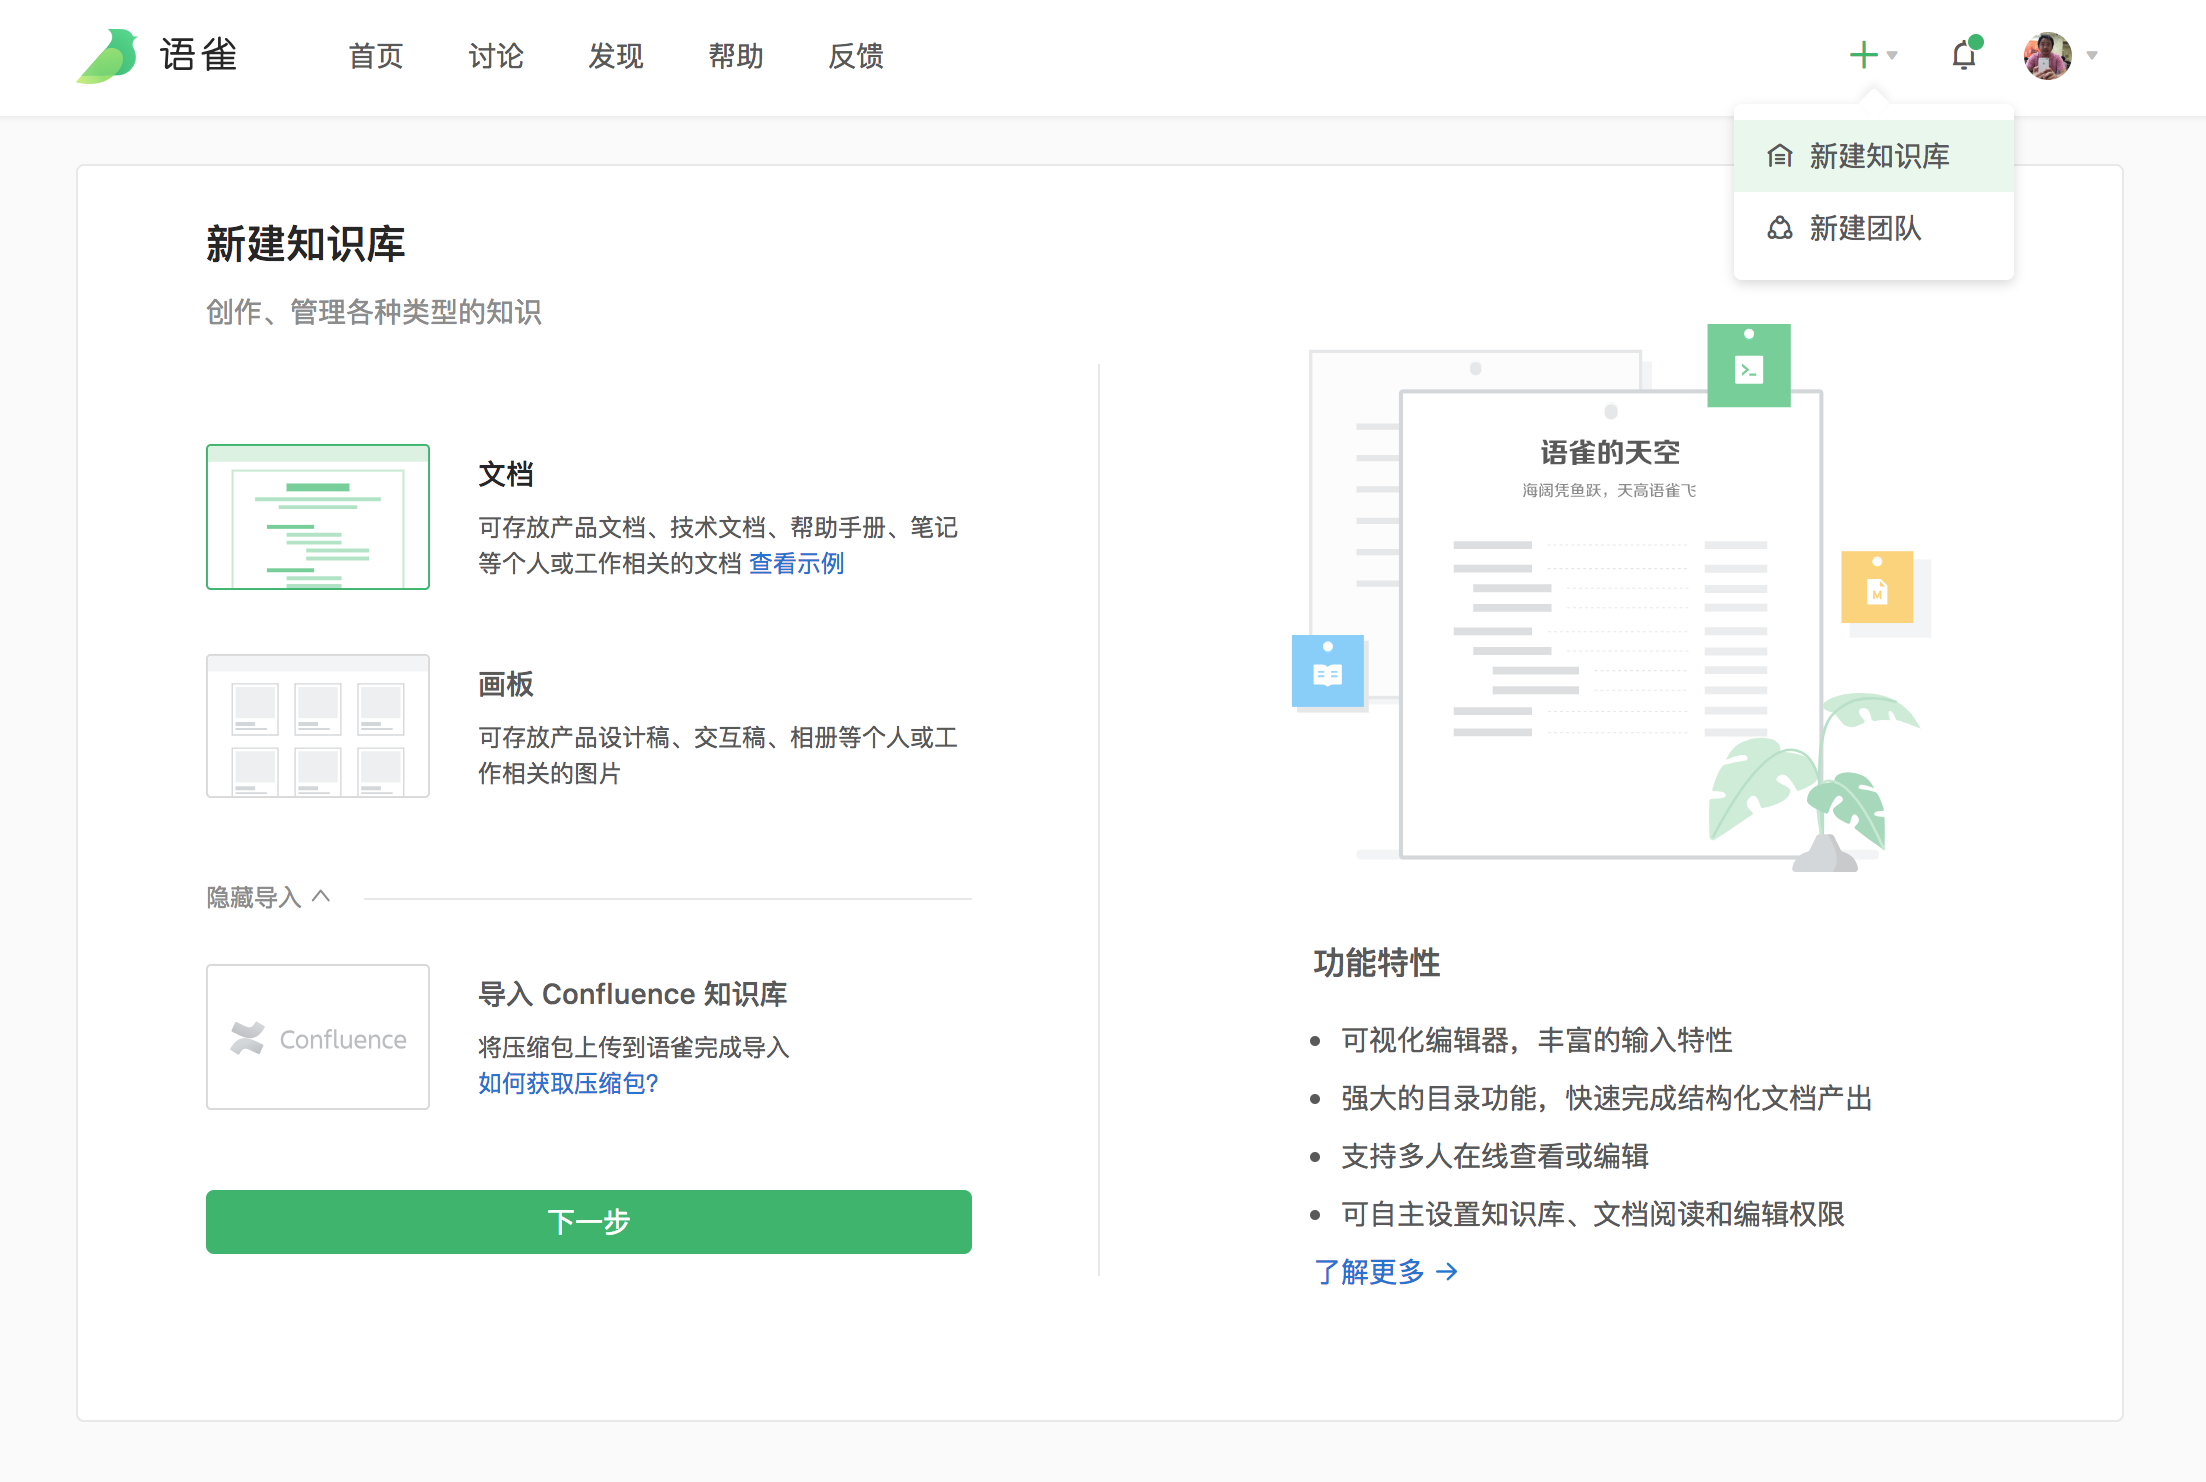 语雀
首页
讨论
发现
帮助
反馈
新建知识库
新建团队
新建知识库
创作、管理各种类型的知识
文档
可存放产品文档、技术文档、帮助手册、笔记
等个人或工作相关的文档 查看示例
画板
可存放产品设计稿、交互稿、相册等个人或工
作相关的图片
隐藏导入
Confluence
导入 Confluence 知识库
将压缩包上传到语雀完成导入
如何获取压缩包?
下一步
语雀的天空
海阔凭鱼跃，天高语雀飞
M
功能特性
可视化编辑器，丰富的输入特性
强大的目录功能，快速完成结构化文档产出
支持多人在线查看或编辑
可自主设置知识库、文档阅读和编辑权限
了解更多 →